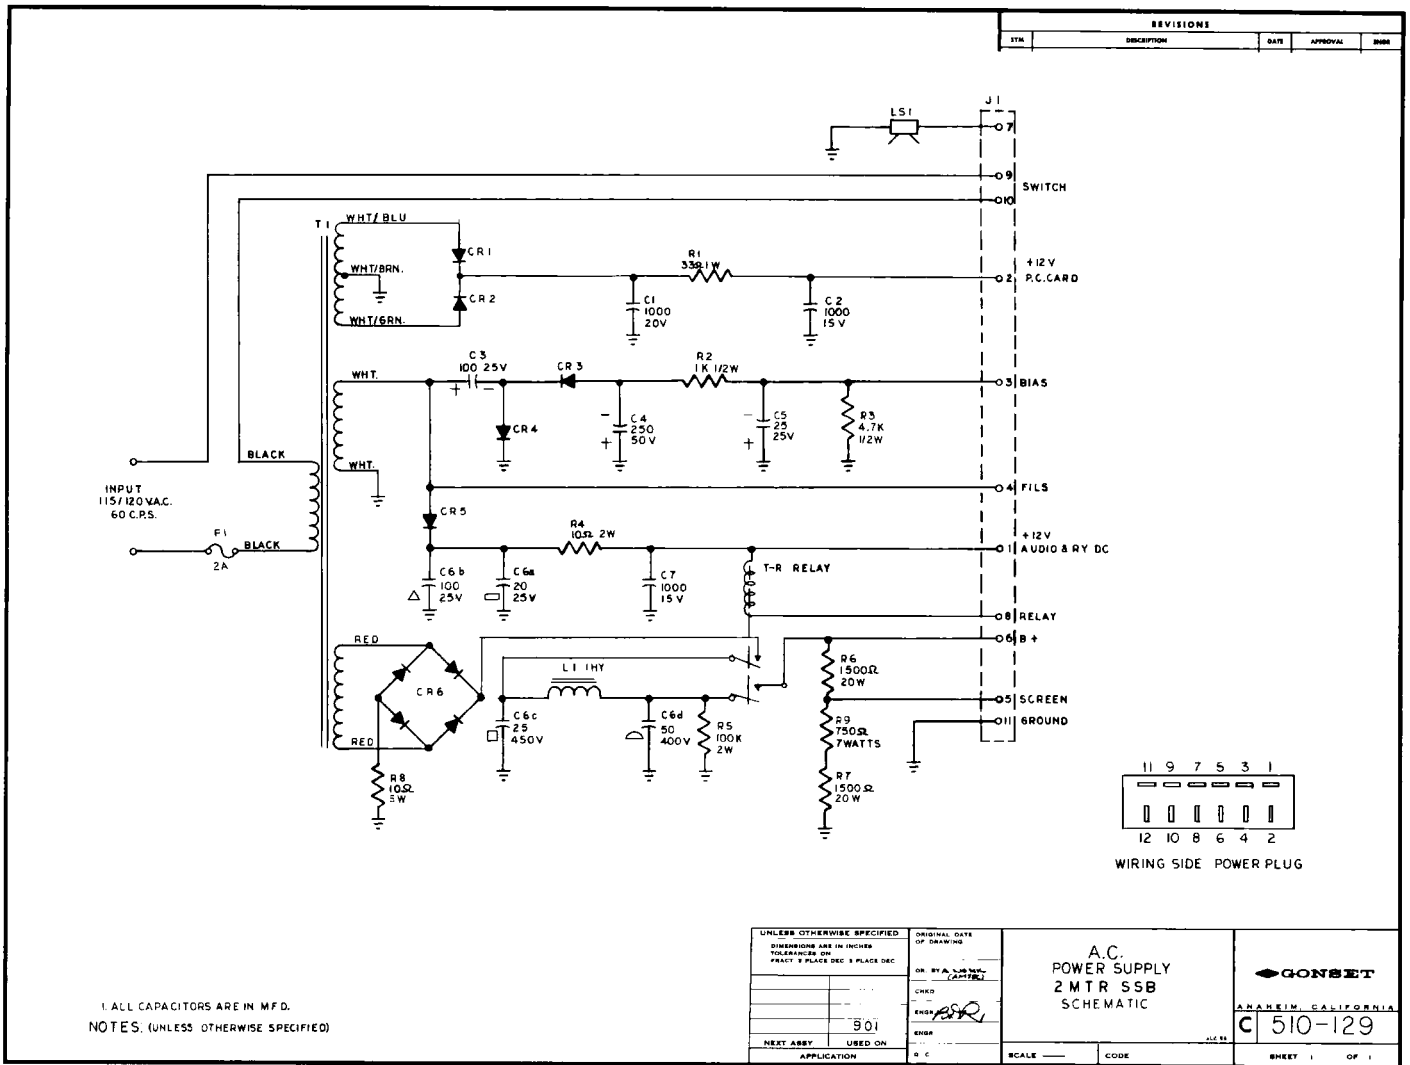 REVISIONS
SYM DESCRIPTION DATE APPROVAL ENGR
J1
LS1
7
9
SWITCH
10
T1
WHT/BLU
CR1
WHT/BRN.
CR2
WHT/GRN.
R1
33Ω 1W
+12V
2 P.C.CARD
C1
1000
20V
C2
1000
15V
C3
100 25V
+ -
CR3
R2
1K 1/2W
WHT.
3 BIAS
CR4
-
C4
250
50V
+
-
C5
25
25V
+
R3
4.7K
1/2W
WHT.
BLACK
INPUT
115/120 V.A.C.
60 C.P.S.
4 FILS
CR5
F1
2A
BLACK
R4
10Ω 2W
+12V
1 AUDIO & RY DC
C6b
100
25V
C6a
20
25V
C7
1000
15V
T-R RELAY
8 RELAY
6 B+
RED
CR6
L1 1HY
R6
1500Ω
20W
5 SCREEN
C6c
25
450V
C6d
50
400V
R5
100K
2W
R9
750Ω
7WATTS
11 GROUND
RED
R8
10Ω
5W
R7
1500Ω
20W
11 9 7 5 3 1
12 10 8 6 4 2
WIRING SIDE POWER PLUG
1. ALL CAPACITORS ARE IN MFD.
NOTES: (UNLESS OTHERWISE SPECIFIED)
UNLESS OTHERWISE SPECIFIED
DIMENSIONS ARE IN INCHES
TOLERANCES ON
FRACT 2 PLACE DEC 3 PLACE DEC
901
NEXT ASSY USED ON
APPLICATION
ORIGINAL DATE
OF DRAWING
DR. BY
CHKD
ENGR
ENGR
A.C.
POWER SUPPLY
2 MTR SSB
SCHEMATIC
SCALE CODE
GONSET
ANAHEIM, CALIFORNIA
C 510-129
SHEET 1 OF 1